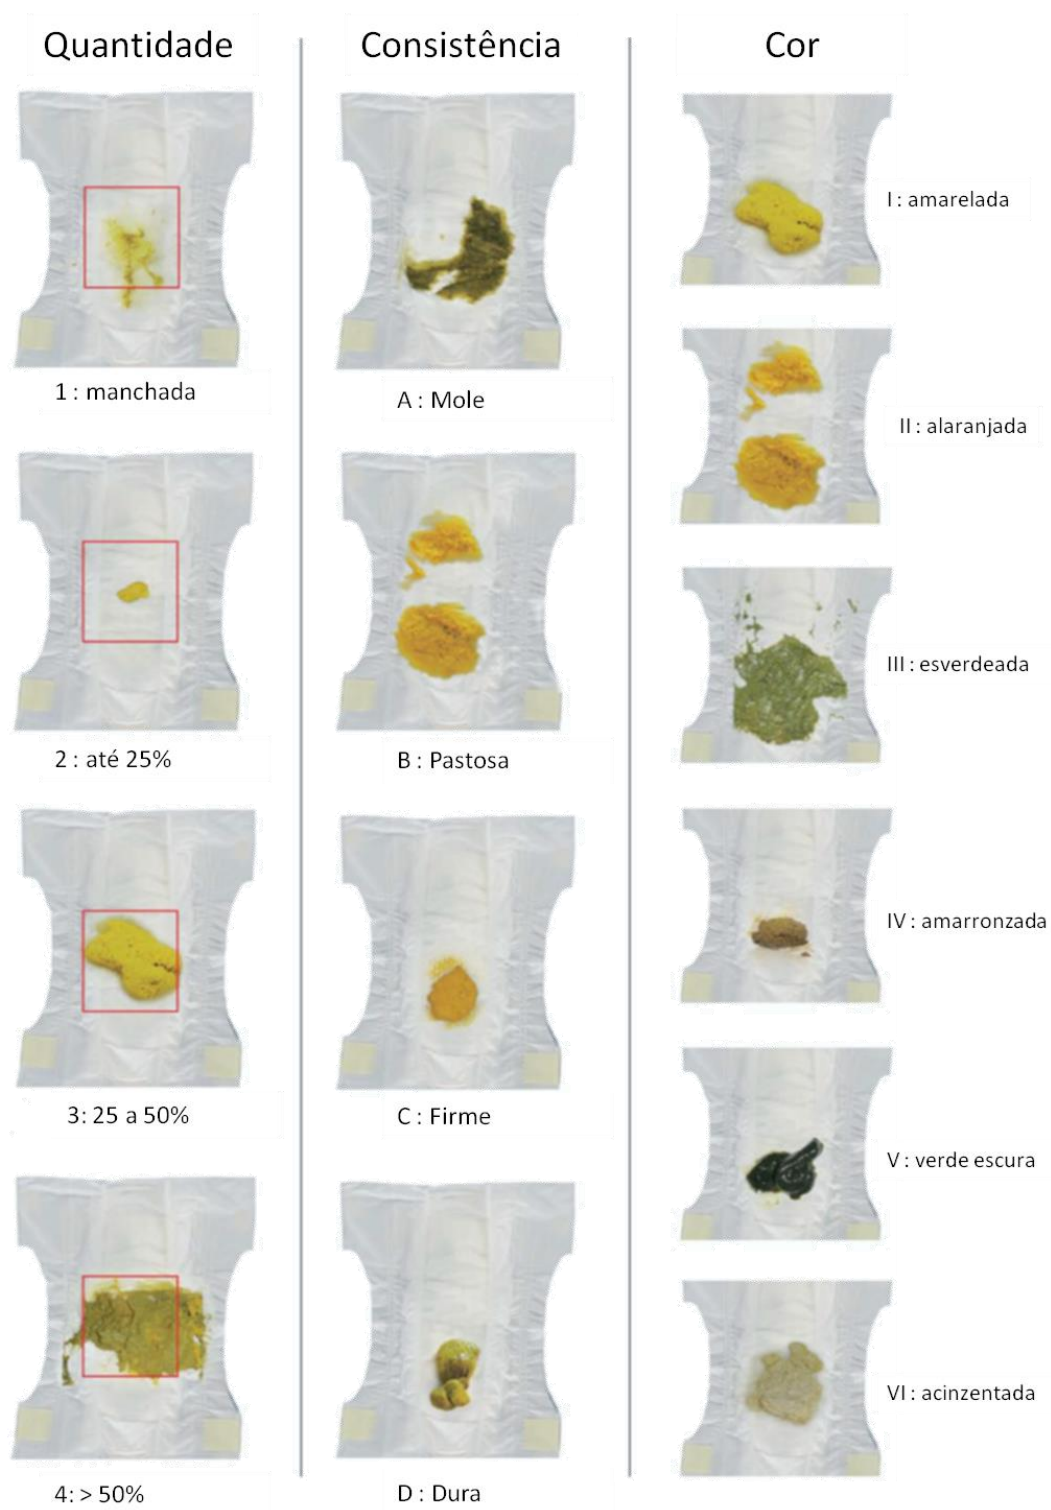 Quantidade
1 : manchada
2 : até 25%
3: 25 a 50%
4: > 50%
Consistência
A : Mole
B : Pastosa
C : Firme
D : Dura
Cor
I : amarelada
II : alaranjada
III : esverdeada
IV : amarronzada
V : verde escura
VI : acinzentada